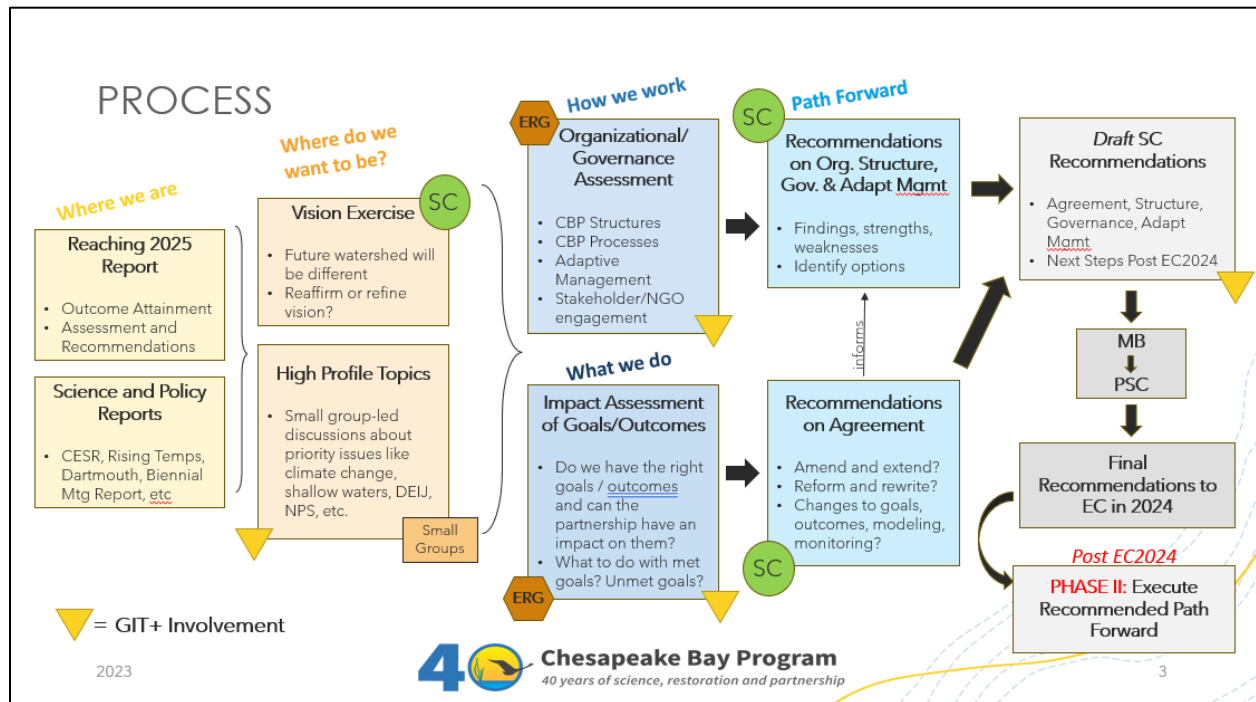 PROCESS
Where we are
Reaching 2025
Report
• Outcome Attainment
• Assessment and
Recommendations
Science and Policy
Reports
• CESR, Rising Temps,
Dartmouth, Biennial
Mtg Report, etc
Where do we
want to be?
SC
Vision Exercise
• Future watershed will
be different
• Reaffirm or refine
vision?
High Profile Topics
• Small group-led
discussions about
priority issues like
climate change,
shallow waters, DEIJ,
NPS, etc.
Small
Groups
How we work
ERG
Organizational/
Governance
Assessment
• CBP Structures
• CBP Processes
• Adaptive
Management
• Stakeholder/NGO
engagement
What we do
Impact Assessment
of Goals/Outcomes
• Do we have the right
goals / outcomes
and can the
partnership have an
impact on them?
• What to do with met
goals? Unmet goals?
ERG
SC
Path Forward
Recommendations
on Org. Structure,
Gov. & Adapt Mgmt
• Findings, strengths,
weaknesses
• Identify options
informs
Recommendations
on Agreement
• Amend and extend?
• Reform and rewrite?
• Changes to goals,
outcomes, modeling,
monitoring?
SC
Draft SC
Recommendations
• Agreement, Structure,
Governance, Adapt
Mgmt
• Next Steps Post EC2024
MB
PSC
Final
Recommendations to
EC in 2024
Post EC2024
PHASE II: Execute
Recommended Path
Forward
= GIT+ Involvement
2023
40 Chesapeake Bay Program
40 years of science, restoration and partnership
3